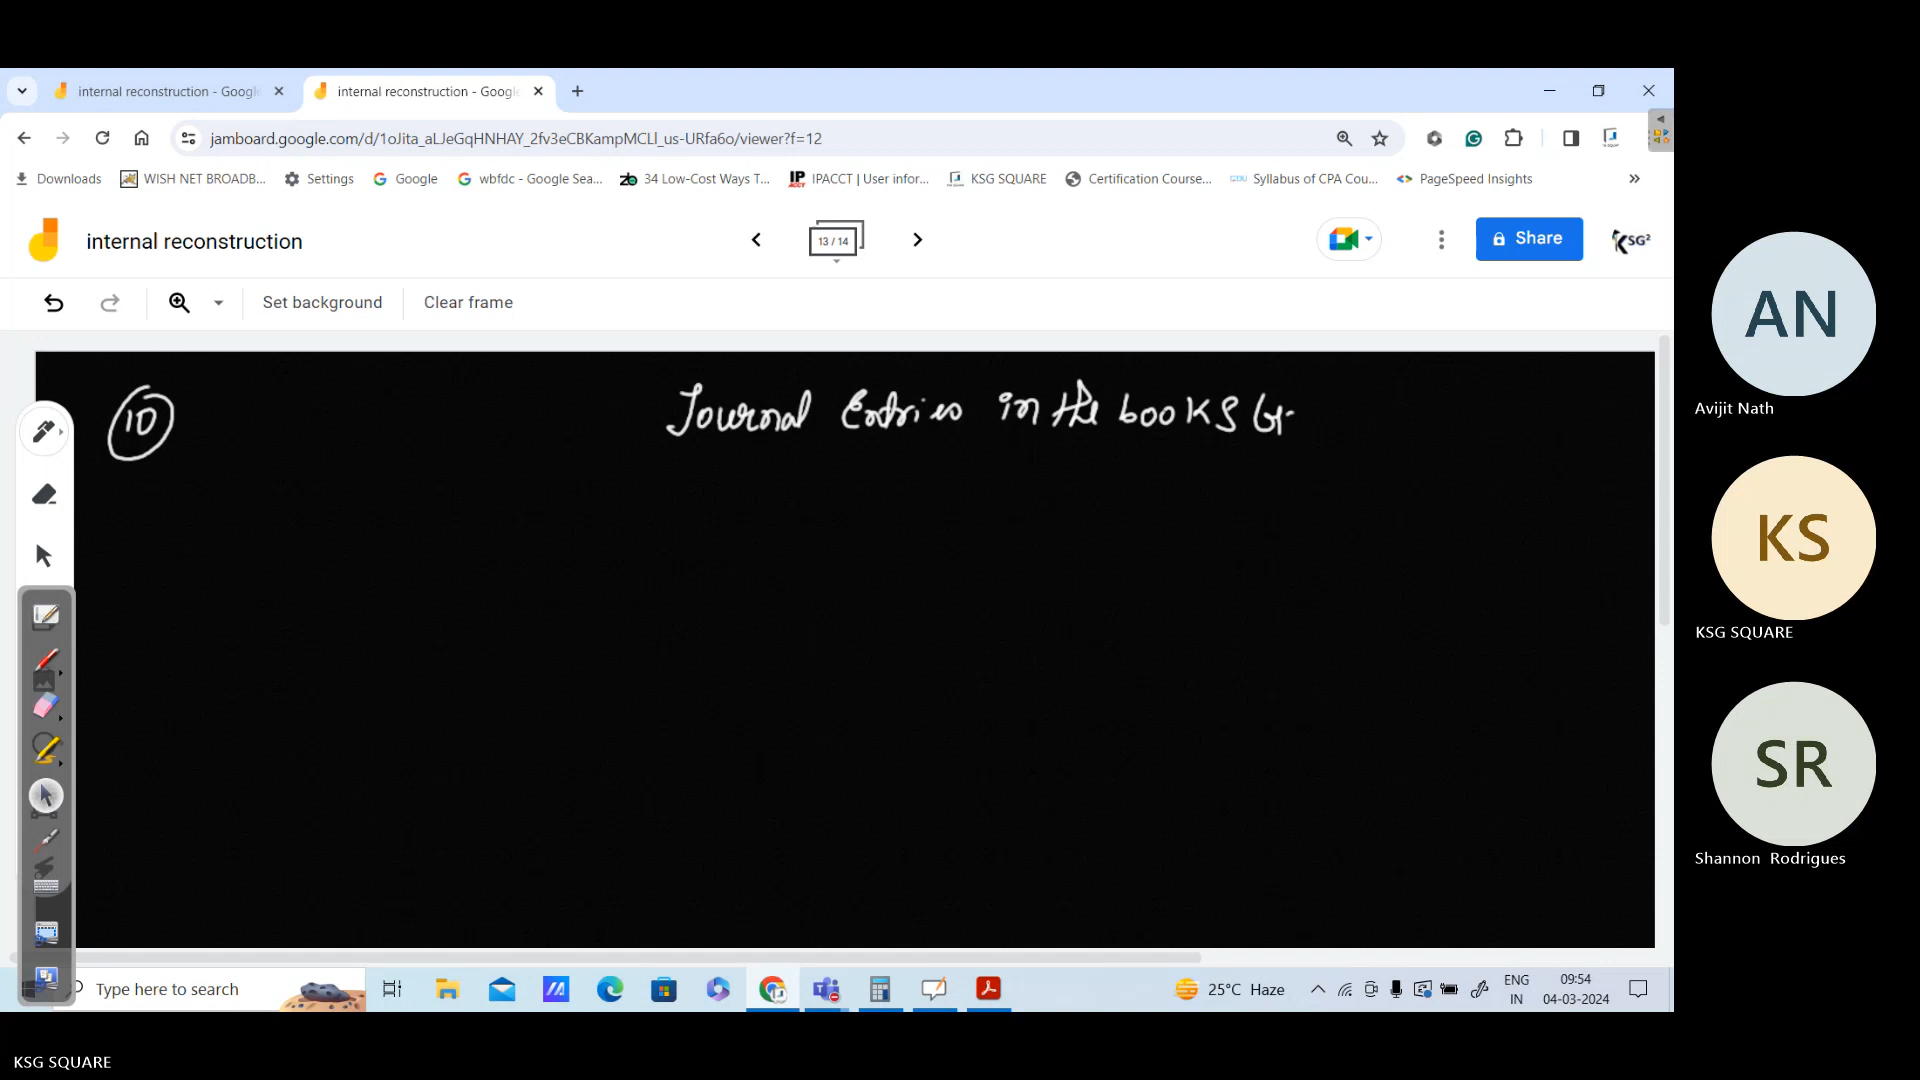 internal reconstruction - Googl
internal reconstruction - Google
jamboard.google.com/d/1oJita_aLJeGqHNHAY_2fv3eCBKampMCLl_us-URfa6o/viewer?f=12
Downloads WISH NET BROADB... Settings Google wbfdc - Google Sea... 34 Low-Cost Ways T... IPACCT | User infor... KSG SQUARE Certification Course... Syllabus of CPA Cou... PageSpeed Insights
internal reconstruction 13 / 14 Share KSG²
Set background Clear frame
10 Journal Entries in the books
AN
Avijit Nath
KS
KSG SQUARE
SR
Shannon Rodrigues
Type here to search 25°C Haze ENG IN 09:54 04-03-2024
KSG SQUARE